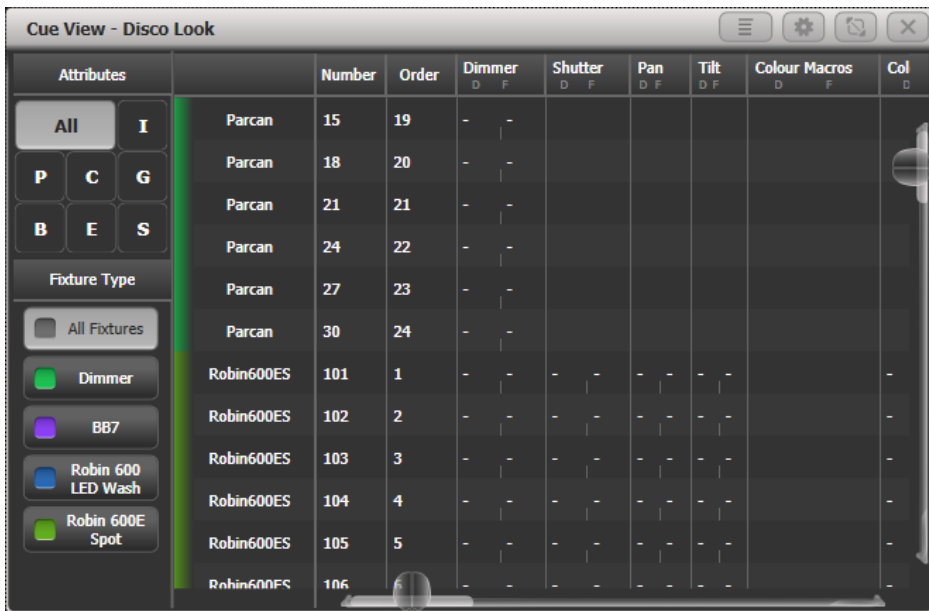 Cue View - Disco Look
Attributes Number Order Dimmer Shutter Pan Tilt Colour Macros Col
D F D F D F D F D F D
All I
P C G
B E S
Fixture Type
All Fixtures
Dimmer
BB7
Robin 600
LED Wash
Robin 600E
Spot
Parcan 15 19 - -
Parcan 18 20 - -
Parcan 21 21 - -
Parcan 24 22 - -
Parcan 27 23 - -
Parcan 30 24 - -
Robin600ES 101 1 - - - - - - - - -
Robin600ES 102 2 - - - - - - - - -
Robin600ES 103 3 - - - - - - - - -
Robin600ES 104 4 - - - - - - - - -
Robin600ES 105 5 - - - - - - - - -
Robin600ES 106 6 - - - - - - - - -